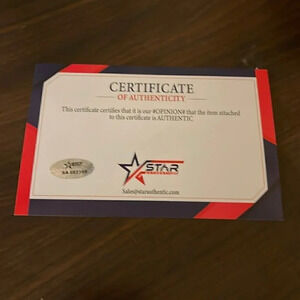 CERTIFICATE
OF AUTHENTICITY
This certificate certifies that it is our #OPINION# that the item attached
to this certificate is AUTHENTIC
STAR
STAR
Sales@starauthentic.com